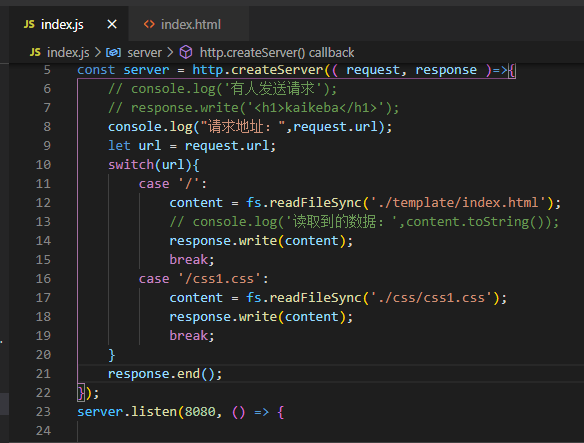 JS index.js × <> index.html
JS index.js > server > http.createServer() callback
5 const server = http.createServer(( request, response )=>{
6 // console.log('有人发送请求');
7 // response.write('<h1>kaikeba</h1>');
8 console.log("请求地址：",request.url);
9 let url = request.url;
10 switch(url){
11 case '/':
12 content = fs.readFileSync('./template/index.html');
13 // console.log('读取到的数据：',content.toString());
14 response.write(content);
15 break;
16 case '/css1.css':
17 content = fs.readFileSync('./css/css1.css');
18 response.write(content);
19 break;
20 }
21 response.end();
22 });
23 server.listen(8080, () => {
24